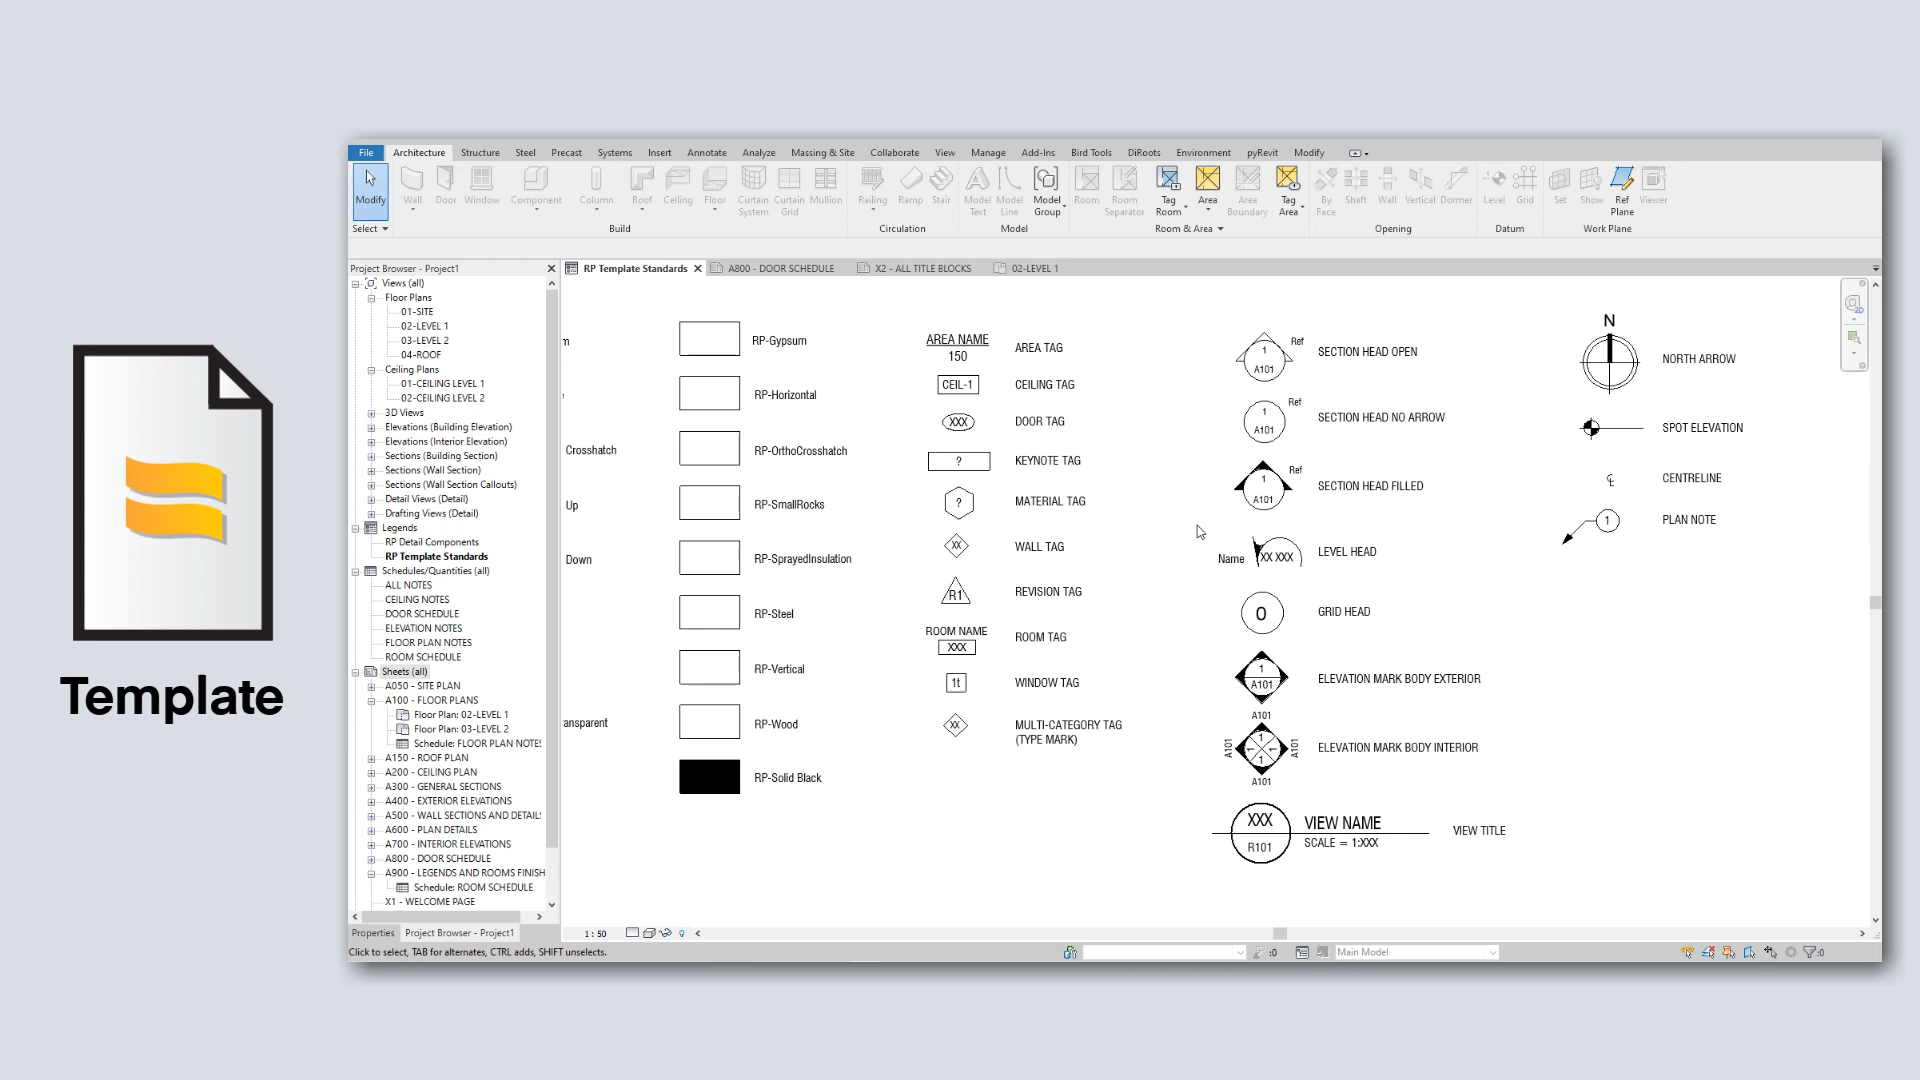 Template
File Architecture Structure Steel Precast Systems Insert Annotate Analyze Massing & Site Collaborate View Manage Add-Ins Bird Tools DiRoots Environment pyRevit Modify
Modify Wall Door Window Component Column Roof Ceiling Floor Curtain System Curtain Grid Mullion Railing Ramp Stair Model Text Model Line Model Group Room Room Separator Tag Room Area Area Boundary Tag Area By Face Shaft Wall Vertical Dormer Level Grid Set Show Ref Plane Viewer
Select Build Circulation Model Room & Area Opening Datum Work Plane
Project Browser - Project1
RP Template Standards A800 - DOOR SCHEDULE X2 - ALL TITLE BLOCKS 02-LEVEL 1
Views (all)
Floor Plans
01-SITE
02-LEVEL 1
03-LEVEL 2
04-ROOF
Ceiling Plans
01-CEILING LEVEL 1
02-CEILING LEVEL 2
3D Views
Elevations (Building Elevation)
Elevations (Interior Elevation)
Sections (Building Section)
Sections (Wall Section)
Sections (Wall Section Callouts)
Detail Views (Detail)
Drafting Views (Detail)
Legends
RP Detail Components
RP Template Standards
Schedules/Quantities (all)
ALL NOTES
CEILING NOTES
DOOR SCHEDULE
ELEVATION NOTES
FLOOR PLAN NOTES
ROOM SCHEDULE
Sheets (all)
A050 - SITE PLAN
A100 - FLOOR PLANS
Floor Plan: 02-LEVEL 1
Floor Plan: 03-LEVEL 2
Schedule: FLOOR PLAN NOTES
A150 - ROOF PLAN
A200 - CEILING PLAN
A300 - GENERAL SECTIONS
A400 - EXTERIOR ELEVATIONS
A500 - WALL SECTIONS AND DETAIL
A600 - PLAN DETAILS
A700 - INTERIOR ELEVATIONS
A800 - DOOR SCHEDULE
A900 - LEGENDS AND ROOMS FINISH
Schedule: ROOM SCHEDULE
X1 - WELCOME PAGE
Properties Project Browser - Project1
m
Crosshatch
Up
Down
ansparent
RP-Gypsum
RP-Horizontal
RP-OrthoCrosshatch
RP-SmallRocks
RP-SprayedInsulation
RP-Steel
RP-Vertical
RP-Wood
RP-Solid Black
AREA NAME
150
AREA TAG
CEIL-1 CEILING TAG
XXX DOOR TAG
? KEYNOTE TAG
? MATERIAL TAG
XX WALL TAG
R1 REVISION TAG
ROOM NAME
XXX
ROOM TAG
1t WINDOW TAG
XX MULTI-CATEGORY TAG
(TYPE MARK)
1 Ref
A101
SECTION HEAD OPEN
1 Ref
A101
SECTION HEAD NO ARROW
1 Ref
A101
SECTION HEAD FILLED
Name XX XXX LEVEL HEAD
0 GRID HEAD
1
A101
ELEVATION MARK BODY EXTERIOR
A101
1
A101 1 1 A101
1
A101
ELEVATION MARK BODY INTERIOR
XXX VIEW NAME
R101 SCALE = 1:XXX
VIEW TITLE
N
NORTH ARROW
SPOT ELEVATION
℄ CENTRELINE
1 PLAN NOTE
1 : 50
Click to select, TAB for alternates, CTRL adds, SHIFT unselects.
:0 Main Model :0